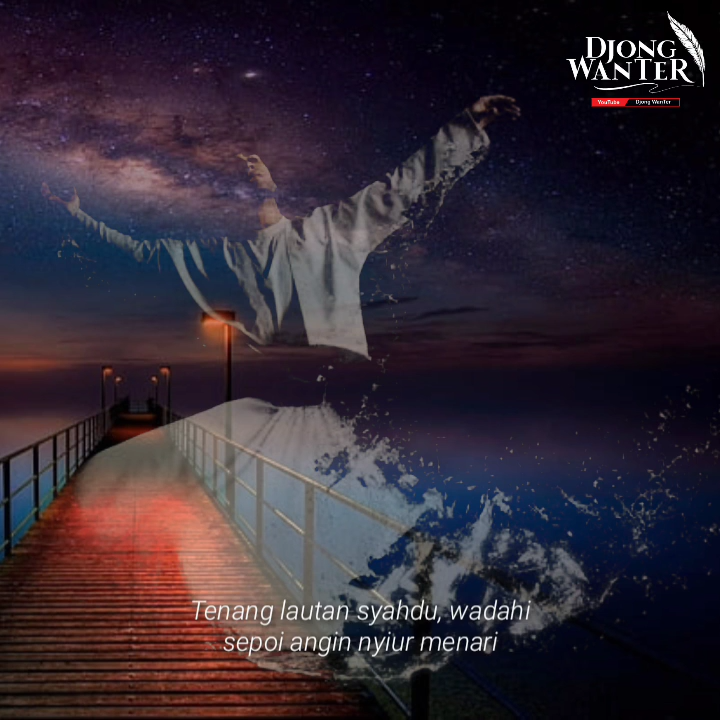 DJONG
WANTER
YouTube Djong WanTer
Tenang lautan syahdu, wadahi
sepoi angin nyiur menari